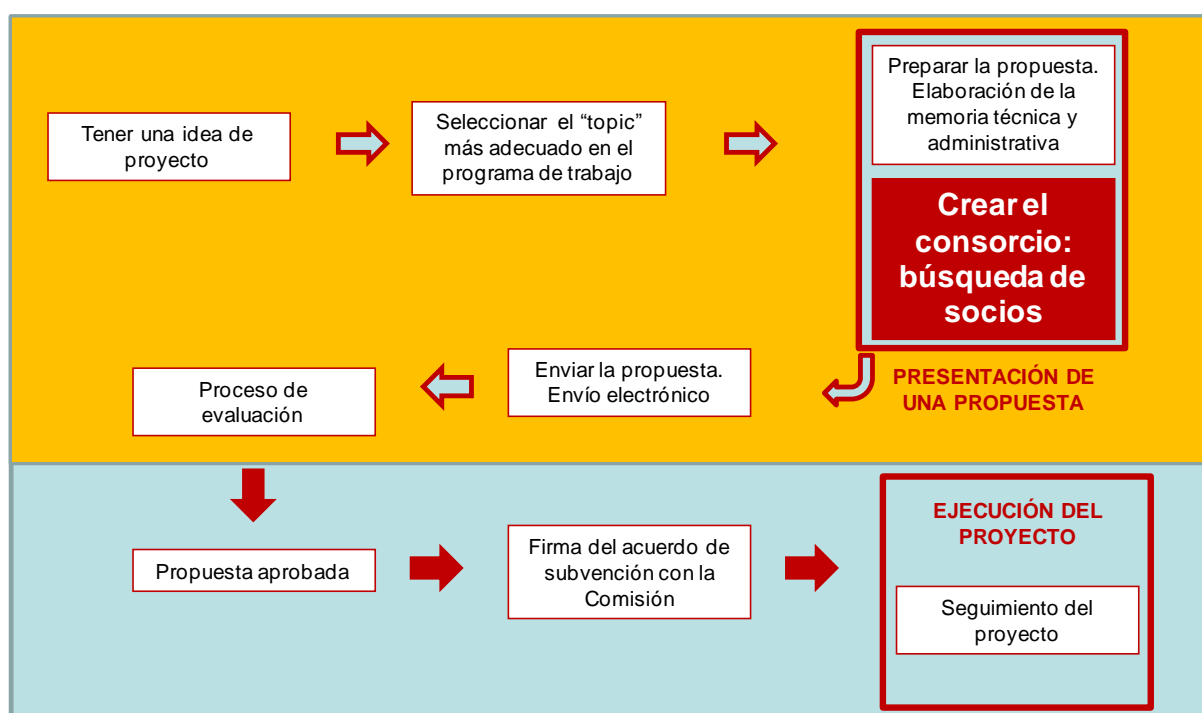 Tener una idea de
proyecto
Seleccionar el “topic”
más adecuado en el
programa de trabajo
Preparar la propuesta.
Elaboración de la
memoria técnica y
administrativa
Crear el
consorcio:
búsqueda de
socios
PRESENTACIÓN DE
UNA PROPUESTA
Enviar la propuesta.
Envío electrónico
Proceso de
evaluación
Propuesta aprobada
Firma del acuerdo de
subvención con la
Comisión
EJECUCIÓN DEL
PROYECTO
Seguimiento del
proyecto